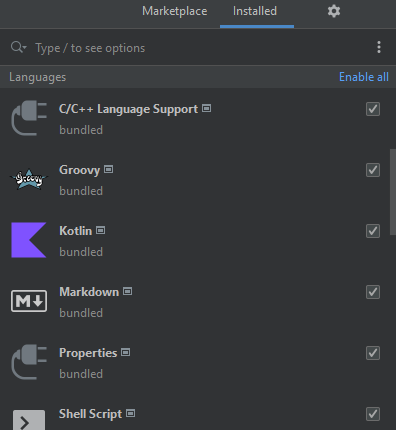 Marketplace Installed
Type / to see options
Languages Enable all
C/C++ Language Support
bundled
Groovy
bundled
Kotlin
bundled
M
Markdown
bundled
Properties
bundled
Shell Script